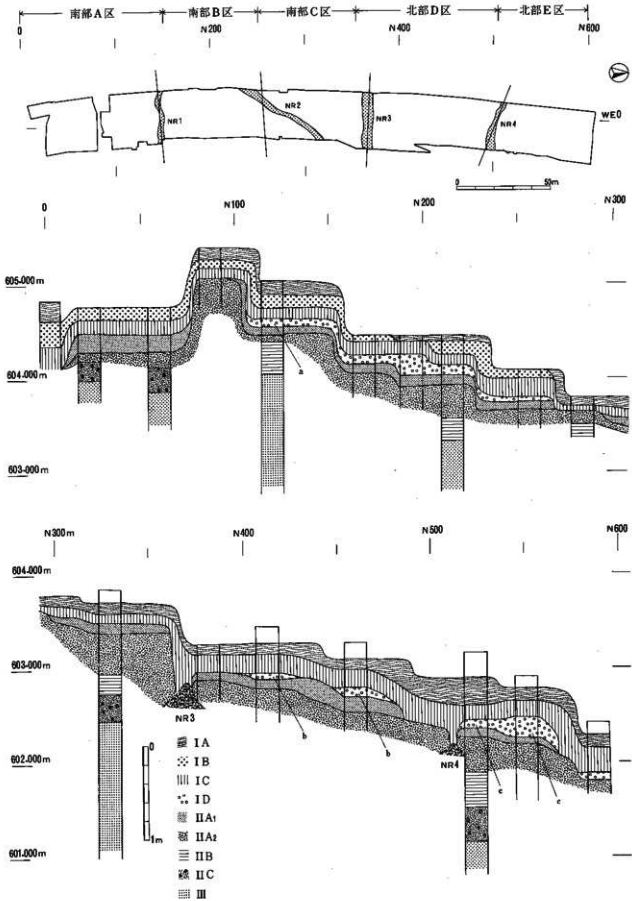 南部A区 南部B区 南部C区 北部D区 北部E区
0 N200 N400 N600
NR1 NR2 NR3 NR4 WE0
0 50m
0 N100 N200 N300
605·000m
604·000m
603·000m
a
N300m N400 N500 N600
604·000m
603·000m
602·000m
601·000m
NR3
NR4
b
b
c
c
0
1m
IA
IB
IC
ID
IIA1
IIA2
IIB
IIC
III